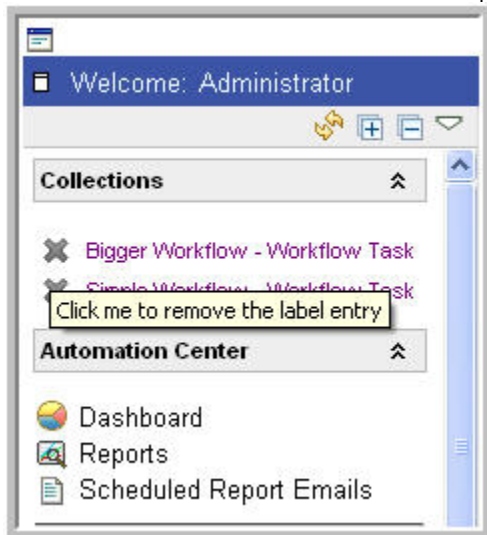 Welcome: Administrator
Collections
Bigger Workflow - Workflow Task
Simple Workflow - Workflow Task
Click me to remove the label entry
Automation Center
Dashboard
Reports
Scheduled Report Emails